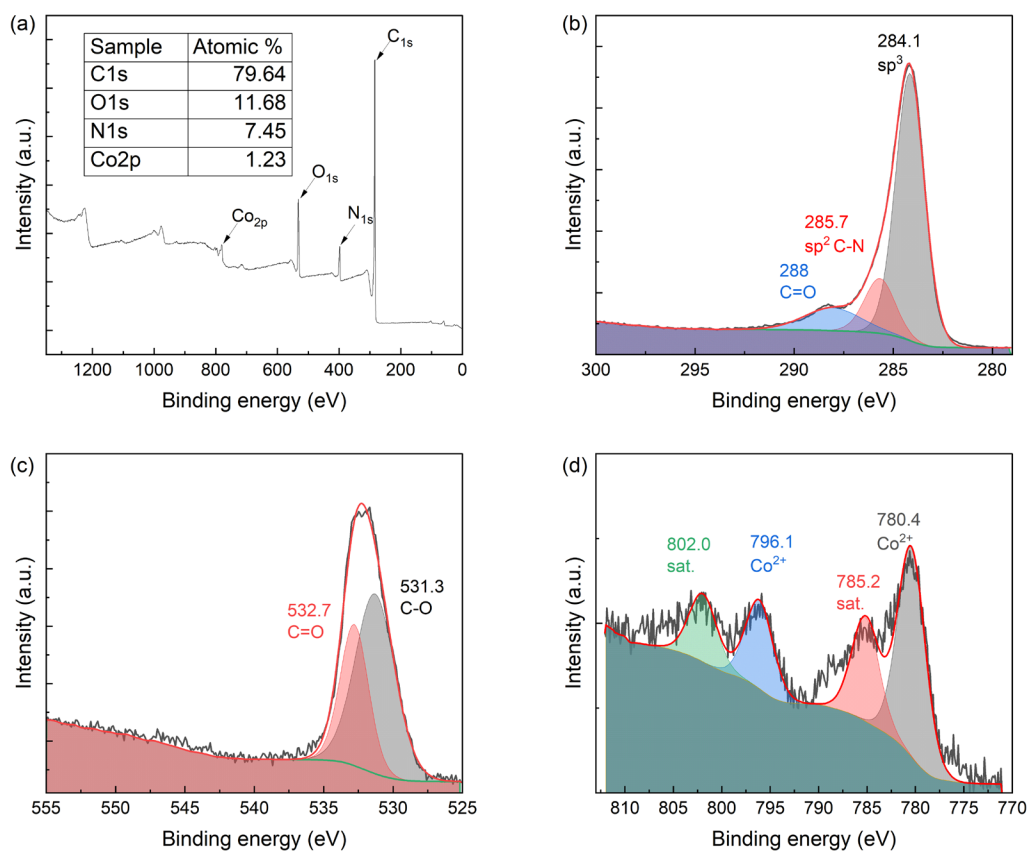 (a)
Sample Atomic %
C1s 79.64
O1s 11.68
N1s 7.45
Co2p 1.23
C1s
O1s
N1s
Co2p
Intensity (a.u.)
1200 1000 800 600 400 200 0
Binding energy (eV)
(b)
284.1
sp³
285.7
sp² C-N
288
C=O
Intensity (a.u.)
300 295 290 285 280
Binding energy (eV)
(c)
531.3
C-O
532.7
C=O
Intensity (a.u.)
555 550 545 540 535 530 525
Binding energy (eV)
(d)
780.4
Co²⁺
802.0
sat.
796.1
Co²⁺
785.2
sat.
Intensity (a.u.)
810 805 800 795 790 785 780 775 770
Binding energy (eV)